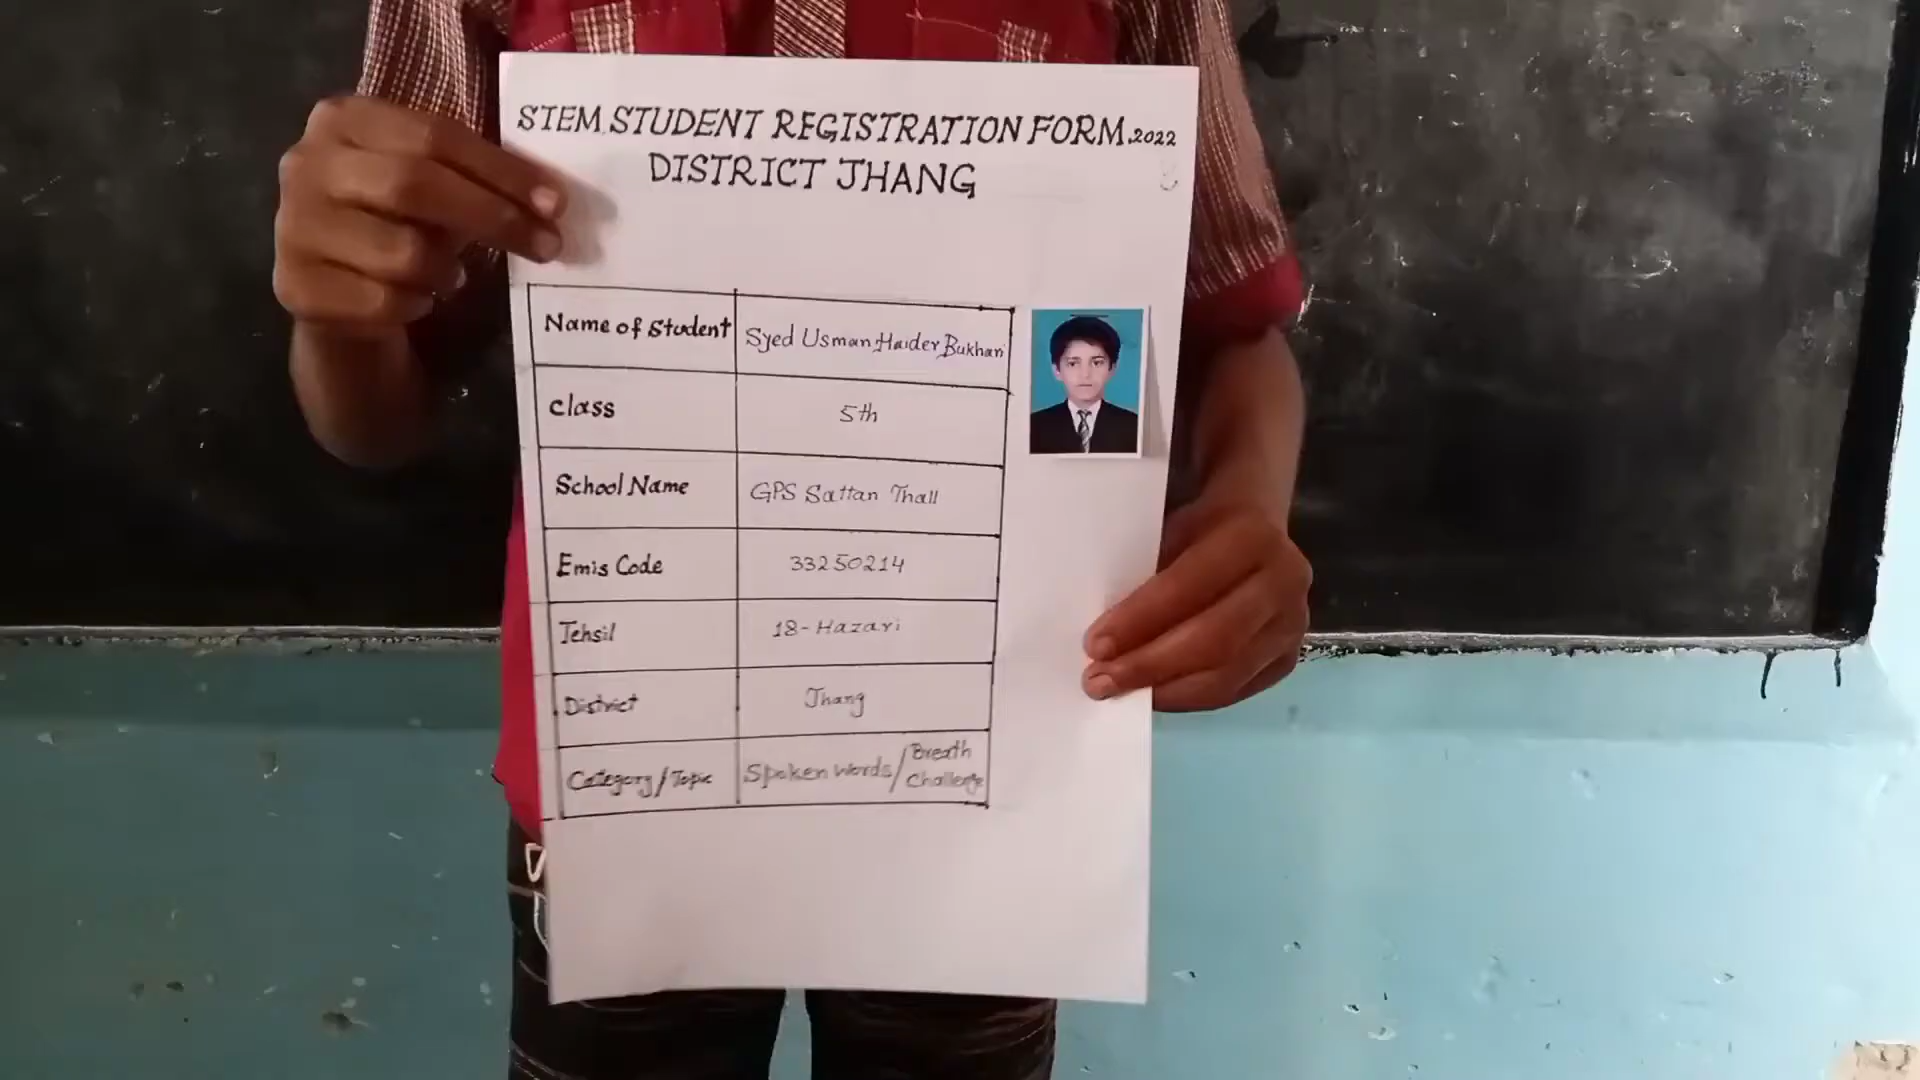 STEM STUDENT REGISTRATION FORM.2022
DISTRICT JHANG
Name of Student Syed Usman Haider Bukhari
Class 5th
School Name GPS Sattan Thall
Emis Code 33250214
Tehsil 18-Hazari
District Jhang
Category/Topic Spoken Words/Breath Challenge